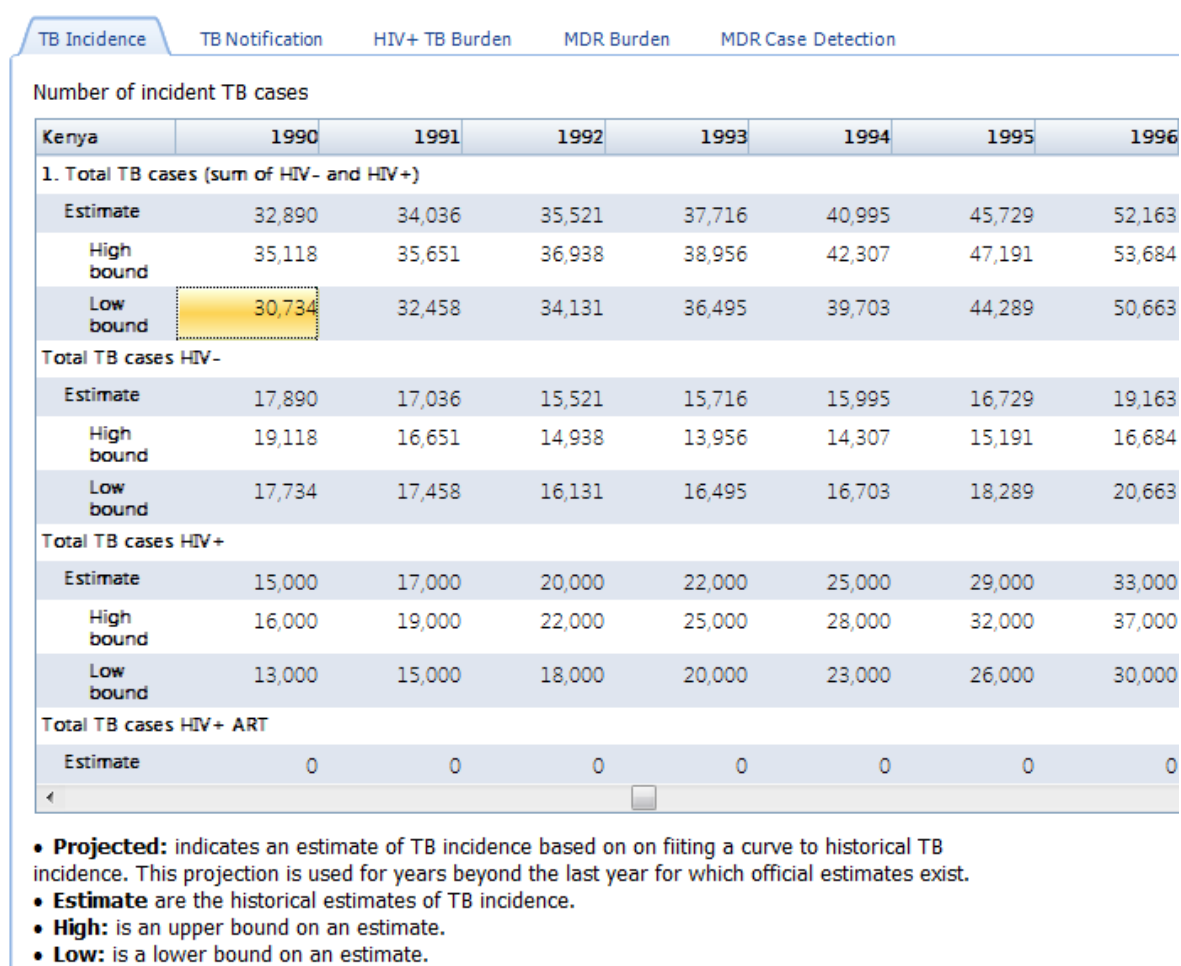 TB Incidence TB Notification HIV+ TB Burden MDR Burden MDR Case Detection
Number of incident TB cases
Kenya 1990 1991 1992 1993 1994 1995 1996
1. Total TB cases (sum of HIV- and HIV+)
Estimate 32,890 34,036 35,521 37,716 40,995 45,729 52,163
High bound 35,118 35,651 36,938 38,956 42,307 47,191 53,684
Low bound 30,734 32,458 34,131 36,495 39,703 44,289 50,663
Total TB cases HIV-
Estimate 17,890 17,036 15,521 15,716 15,995 16,729 19,163
High bound 19,118 16,651 14,938 13,956 14,307 15,191 16,684
Low bound 17,734 17,458 16,131 16,495 16,703 18,289 20,663
Total TB cases HIV+
Estimate 15,000 17,000 20,000 22,000 25,000 29,000 33,000
High bound 16,000 19,000 22,000 25,000 28,000 32,000 37,000
Low bound 13,000 15,000 18,000 20,000 23,000 26,000 30,000
Total TB cases HIV+ ART
Estimate 0 0 0 0 0 0 0
• Projected: indicates an estimate of TB incidence based on on fiiting a curve to historical TB
incidence. This projection is used for years beyond the last year for which official estimates exist.
• Estimate are the historical estimates of TB incidence.
• High: is an upper bound on an estimate.
• Low: is a lower bound on an estimate.